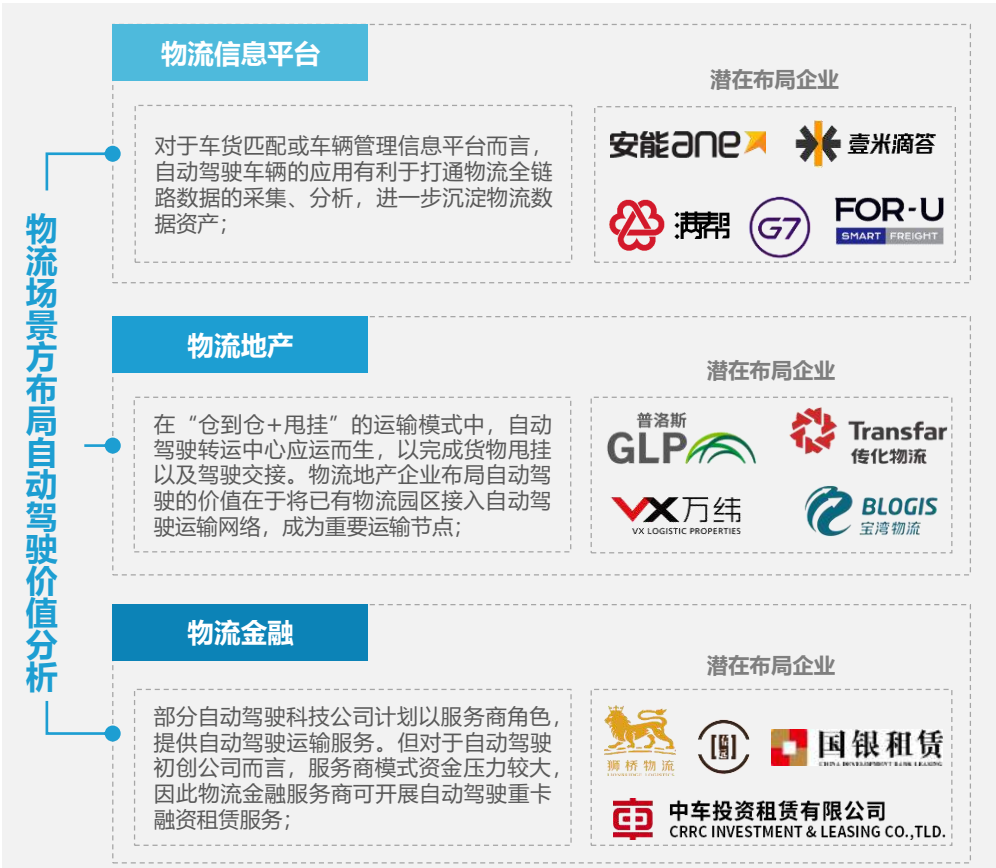 物流场景方布局自动驾驶价值分析
物流信息平台
对于车货匹配或车辆管理信息平台而言，
自动驾驶车辆的应用有利于打通物流全链
路数据的采集、分析，进一步沉淀物流数
据资产；
潜在布局企业
安能ane
壹米滴答
满帮
G7
FOR-U
SMART FREIGHT
物流地产
在“仓到仓+甩挂”的运输模式中，自动
驾驶转运中心应运而生，以完成货物甩挂
以及驾驶交接。物流地产企业布局自动驾
驶的价值在于将已有物流园区接入自动驾
驶运输网络，成为重要运输节点；
潜在布局企业
普洛斯
GLP
Transfar
传化物流
VX万纬
VX LOGISTIC PROPERTIES
BLOGIS
宝湾物流
物流金融
部分自动驾驶科技公司计划以服务商角色，
提供自动驾驶运输服务。但对于自动驾驶
初创公司而言，服务商模式资金压力较大，
因此物流金融服务商可开展自动驾驶重卡
融资租赁服务；
潜在布局企业
狮桥物流
国银租赁
CHINA DEVELOPMENT BANK LEASING
中车投资租赁有限公司
CRRC INVESTMENT & LEASING CO.,TLD.